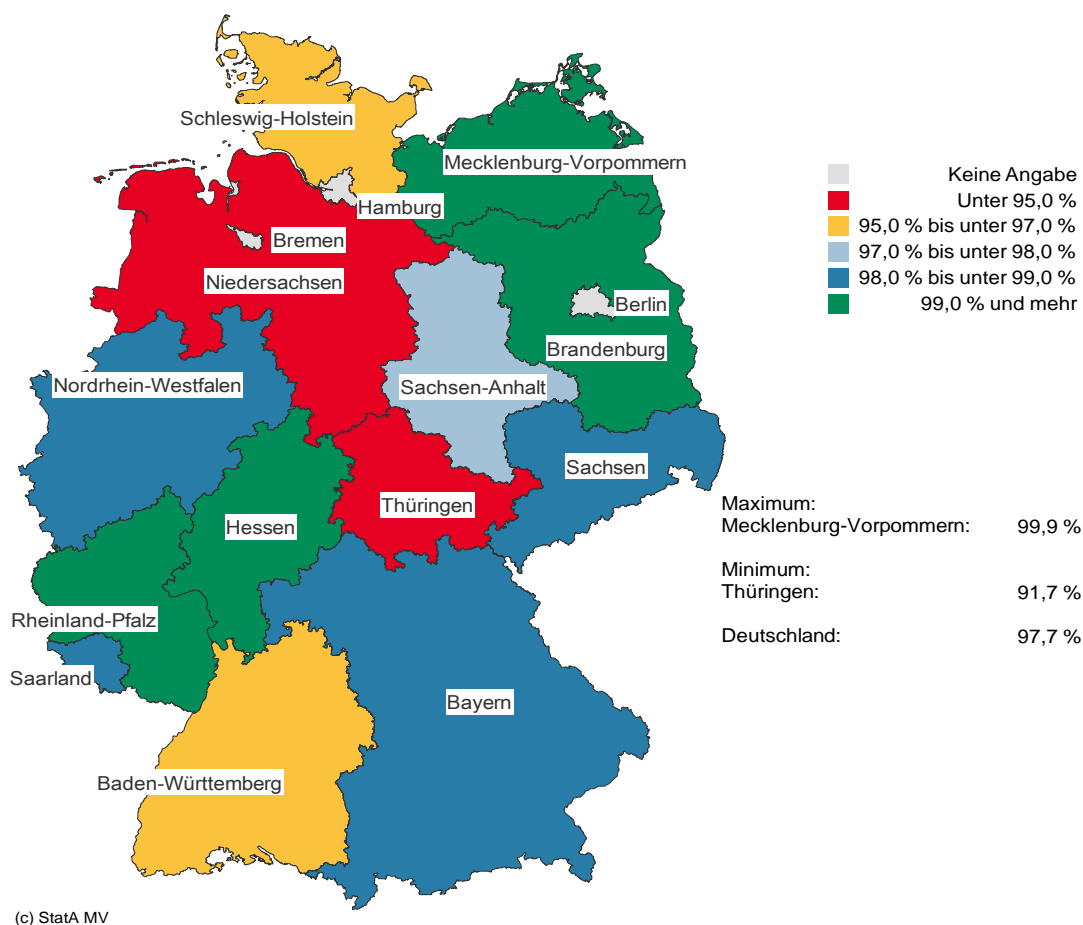 Schleswig-Holstein
Mecklenburg-Vorpommern
Hamburg
Bremen
Niedersachsen
Berlin
Brandenburg
Nordrhein-Westfalen
Sachsen-Anhalt
Sachsen
Thüringen
Hessen
Rheinland-Pfalz
Saarland
Bayern
Baden-Württemberg
Keine Angabe
Unter 95,0 %
95,0 % bis unter 97,0 %
97,0 % bis unter 98,0 %
98,0 % bis unter 99,0 %
99,0 % und mehr
Maximum:
Mecklenburg-Vorpommern: 99,9 %
Minimum:
Thüringen: 91,7 %
Deutschland: 97,7 %
(c) StatA MV